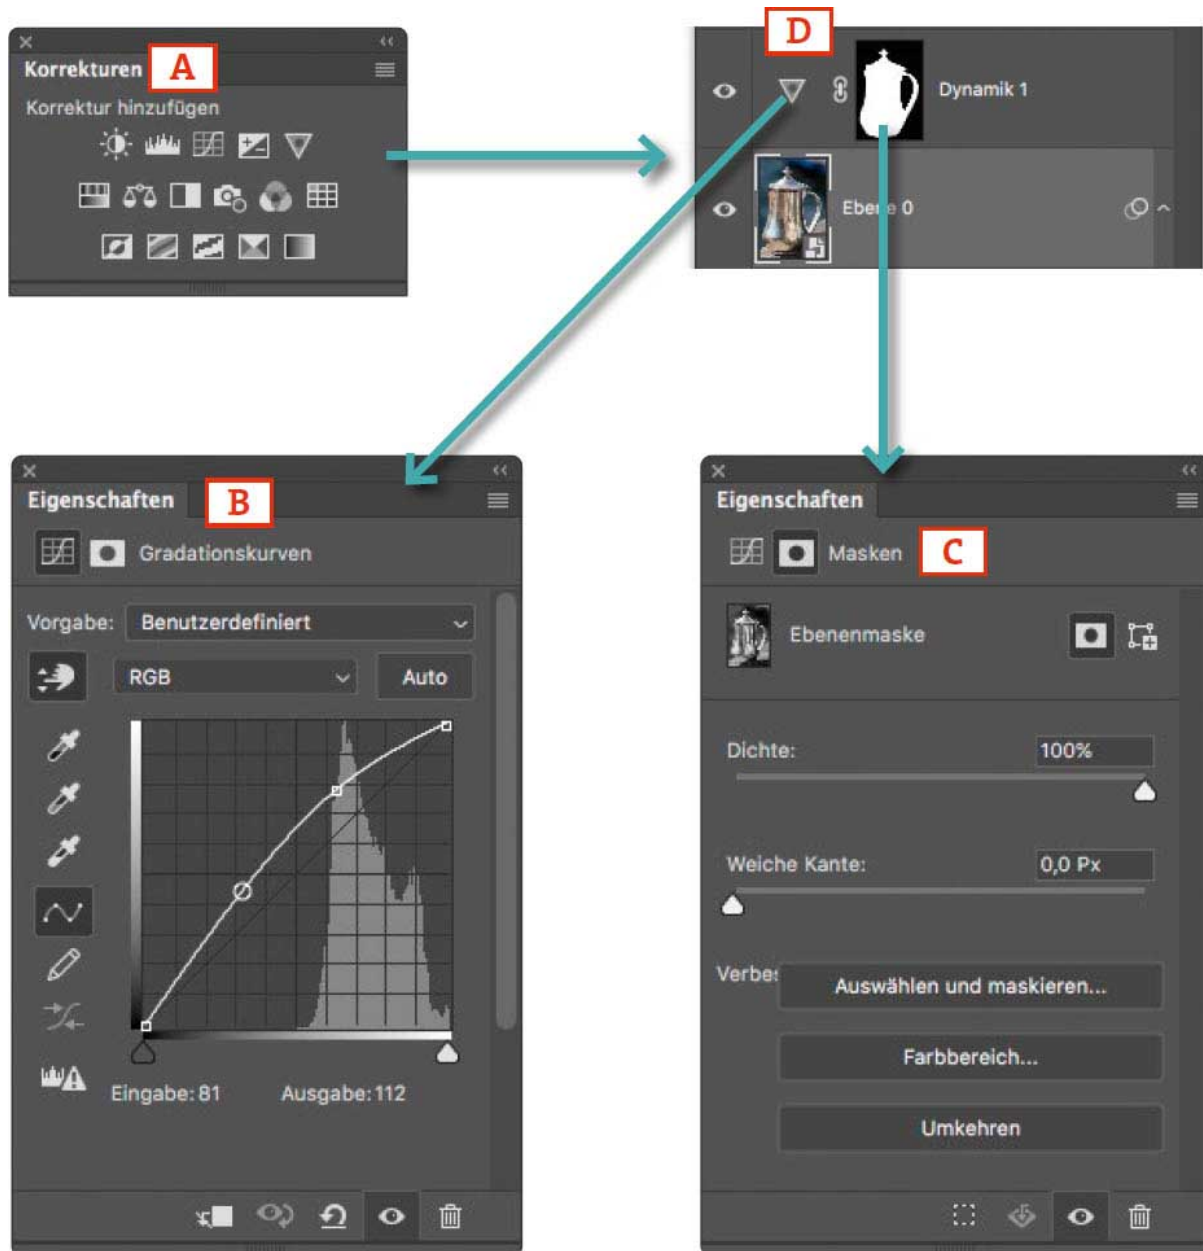 Korrekturen A
Korrektur hinzufügen
D
Dynamik 1
Ebene 0
Eigenschaften B
Gradationskurven
Vorgabe: Benutzerdefiniert
RGB Auto
Eingabe: 81 Ausgabe: 112
Eigenschaften
Masken C
Ebenenmaske
Dichte: 100%
Weiche Kante: 0,0 Px
Verbes Auswählen und maskieren...
Farbbereich...
Umkehren